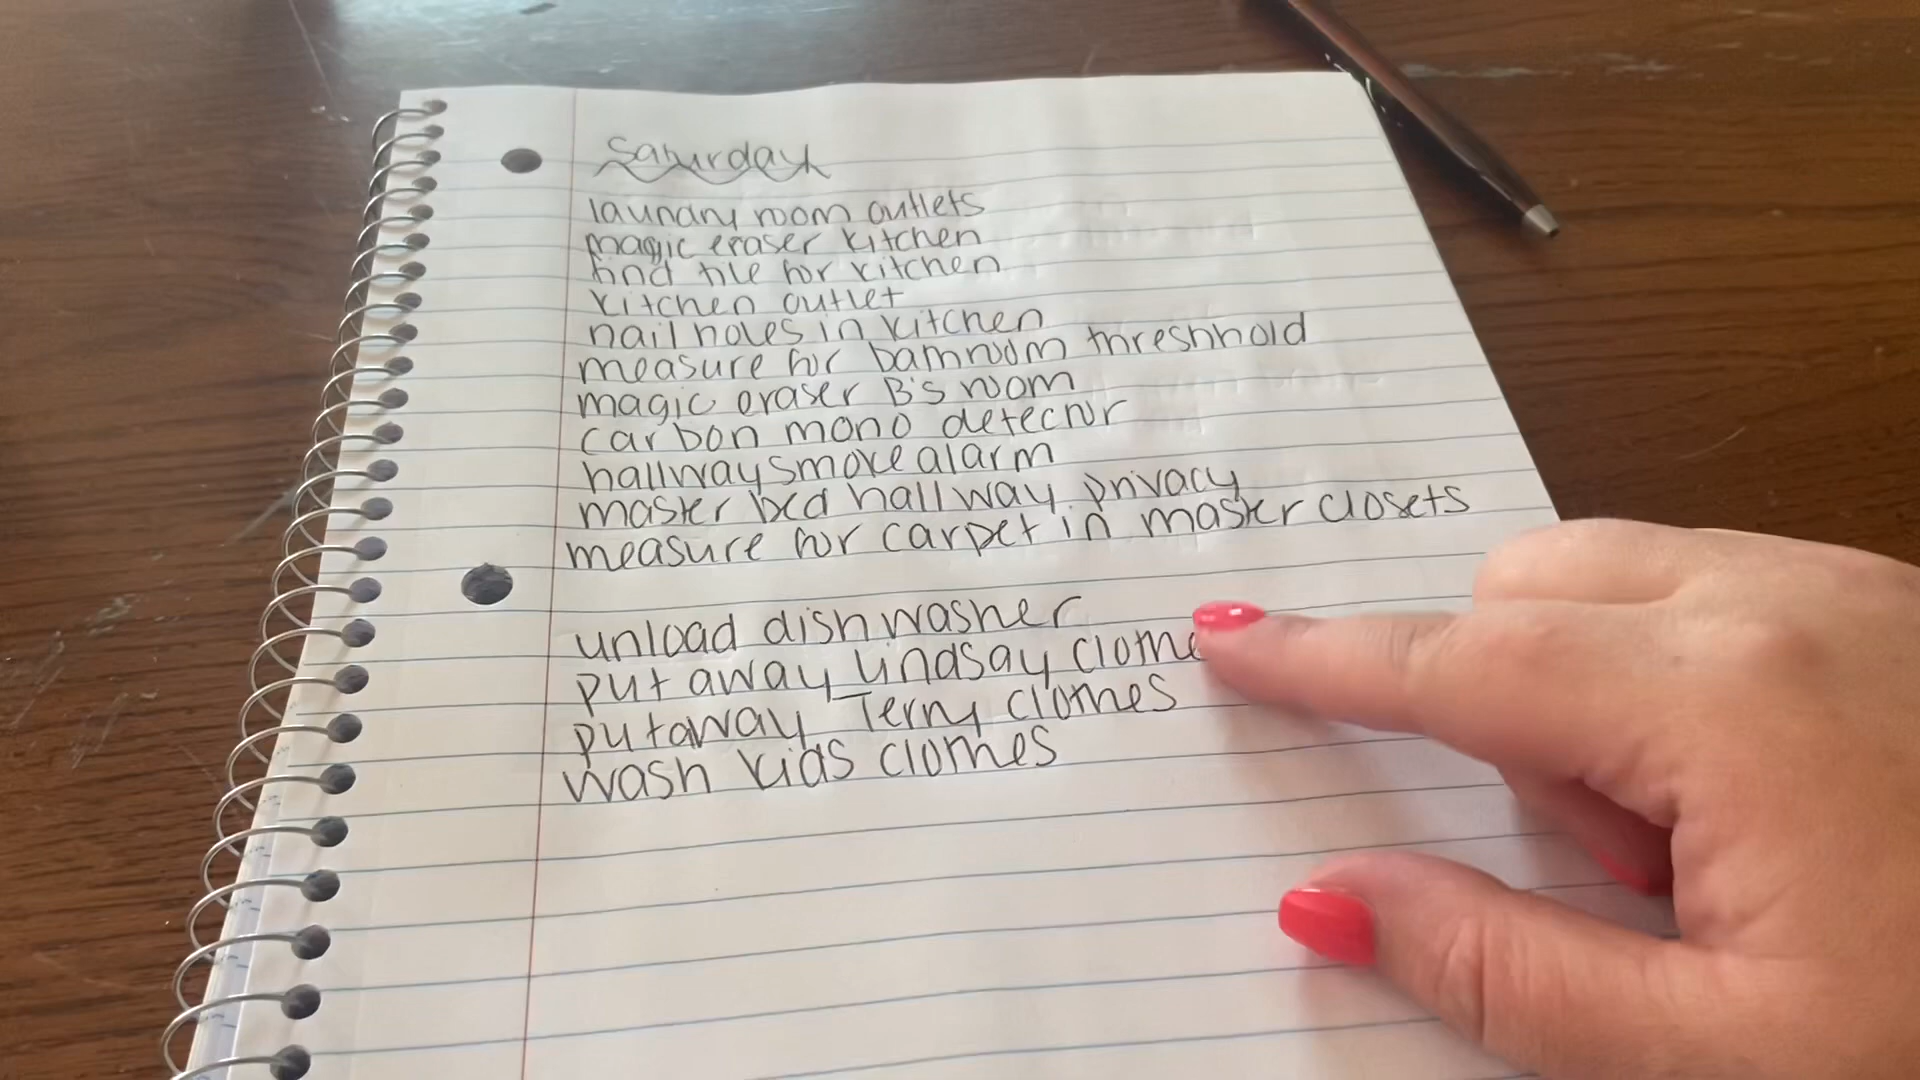 Saturday
laundry room outlets
magic eraser kitchen
find tile for kitchen
kitchen outlet
nail holes in kitchen
measure for bathroom threshhold
magic eraser B's room
carbon mono detector
hallway smoke alarm
master bed hallway privacy
measure for carpet in master closets
unload dishwasher
put away Lindsay clothe
put away Terry clothes
wash kids clothes